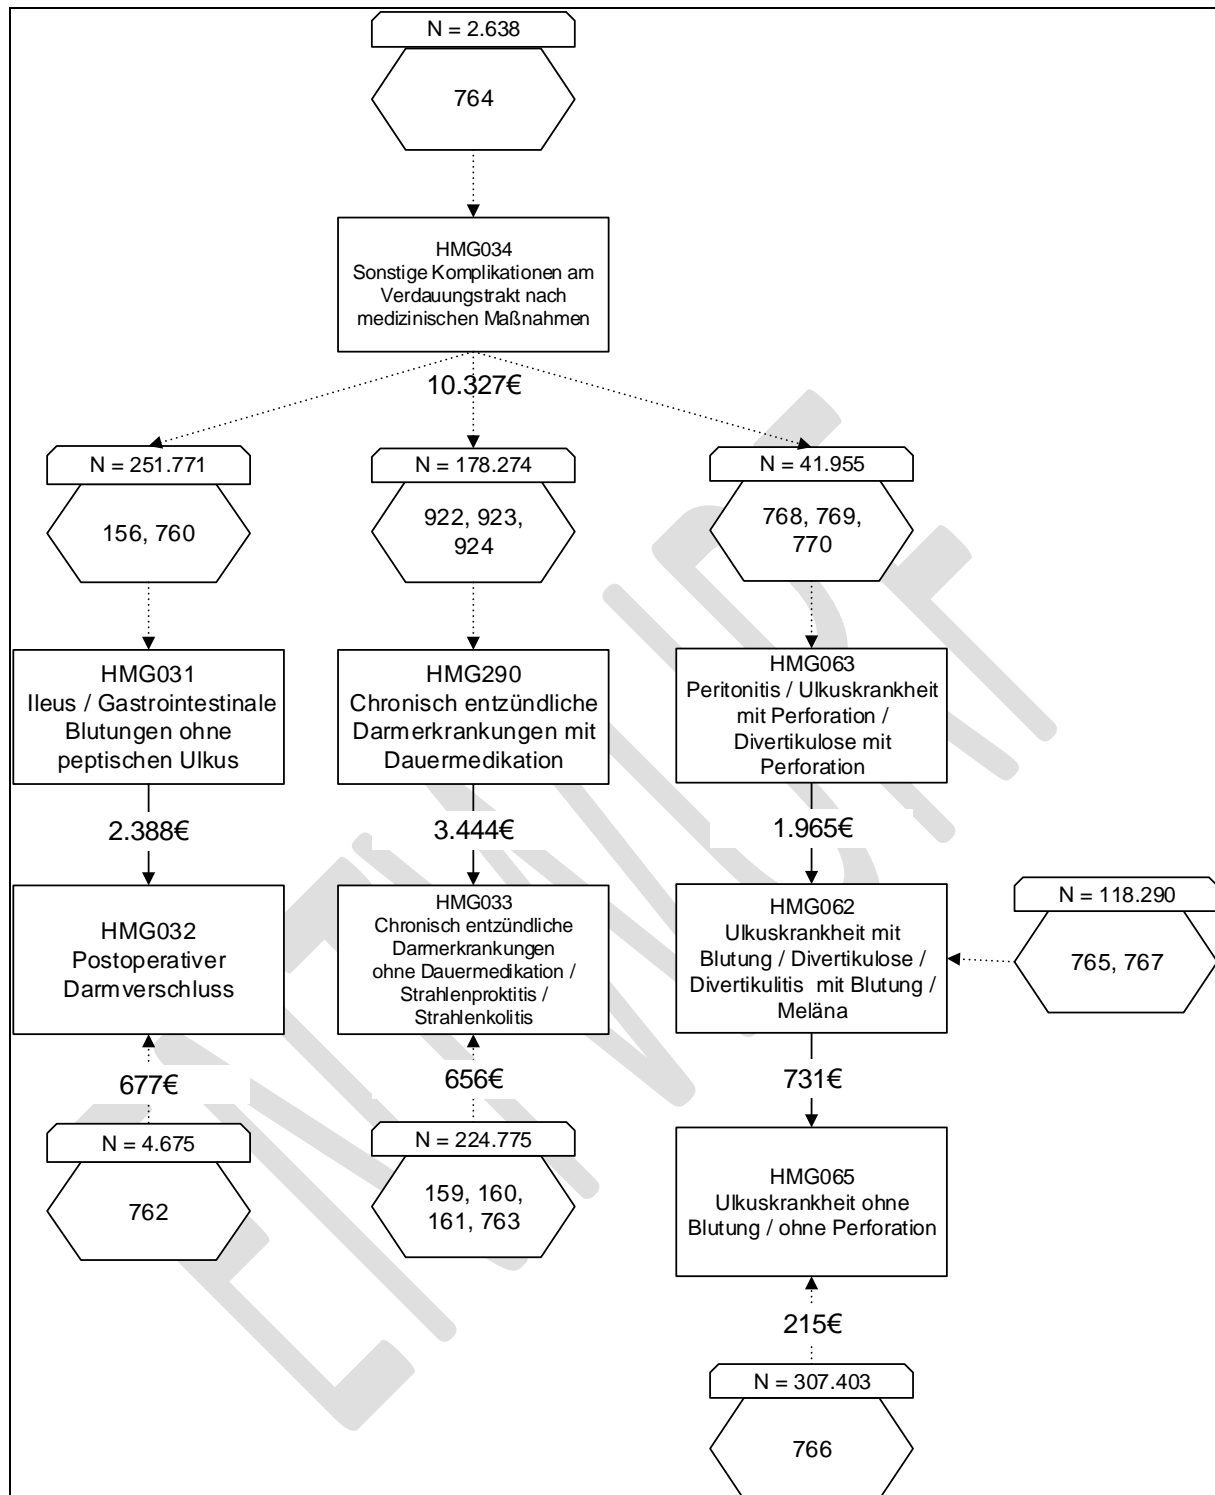 N = 2.638
764
HMG034
Sonstige Komplikationen am
Verdauungstrakt nach
medizinischen Maßnahmen
10.327€
N = 251.771
156, 760
N = 178.274
922, 923,
924
N = 41.955
768, 769,
770
HMG031
Ileus / Gastrointestinale
Blutungen ohne
peptischen Ulkus
HMG290
Chronisch entzündliche
Darmerkrankungen mit
Dauermedikation
HMG063
Peritonitis / Ulkuskrankheit
mit Perforation /
Divertikulose mit
Perforation
2.388€
3.444€
1.965€
HMG032
Postoperativer
Darmverschluss
HMG033
Chronisch entzündliche
Darmerkrankungen
ohne Dauermedikation /
Strahlenproktitis /
Strahlenkolitis
HMG062
Ulkuskrankheit mit
Blutung / Divertikulose /
Divertikulitis mit Blutung /
Meläna
N = 118.290
765, 767
677€
656€
731€
N = 4.675
762
N = 224.775
159, 160,
161, 763
HMG065
Ulkuskrankheit ohne
Blutung / ohne Perforation
215€
N = 307.403
766
ENTWURF